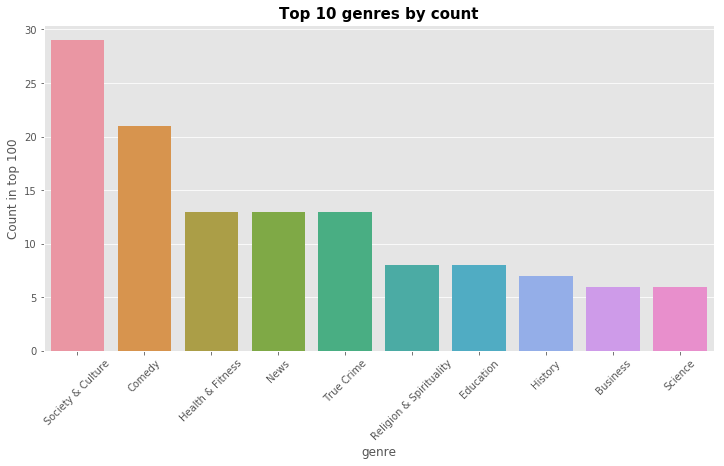 Top 10 genres by count
Count in top 100
30
25
20
15
10
5
0
Society & Culture
Comedy
Health & Fitness
News
True Crime
Religion & Spirituality
Education
History
Business
Science
genre